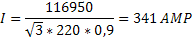 I = 116950 / √3 * 220 * 0,9 = 341 AMP